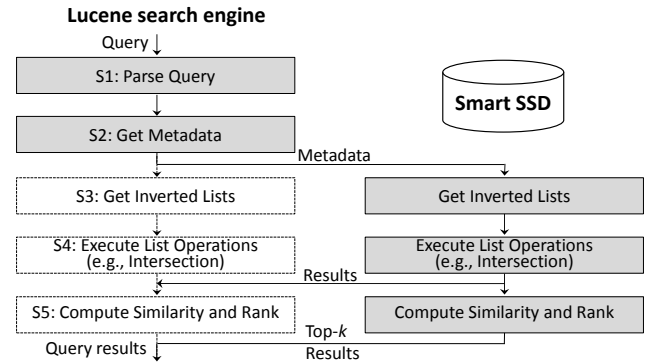 Lucene search engine
Query
S1: Parse Query
Smart SSD
S2: Get Metadata
Metadata
S3: Get Inverted Lists
Get Inverted Lists
S4: Execute List Operations
(e.g., Intersection)
Execute List Operations
(e.g., Intersection)
Results
S5: Compute Similarity and Rank
Compute Similarity and Rank
Top-k
Query results
Results